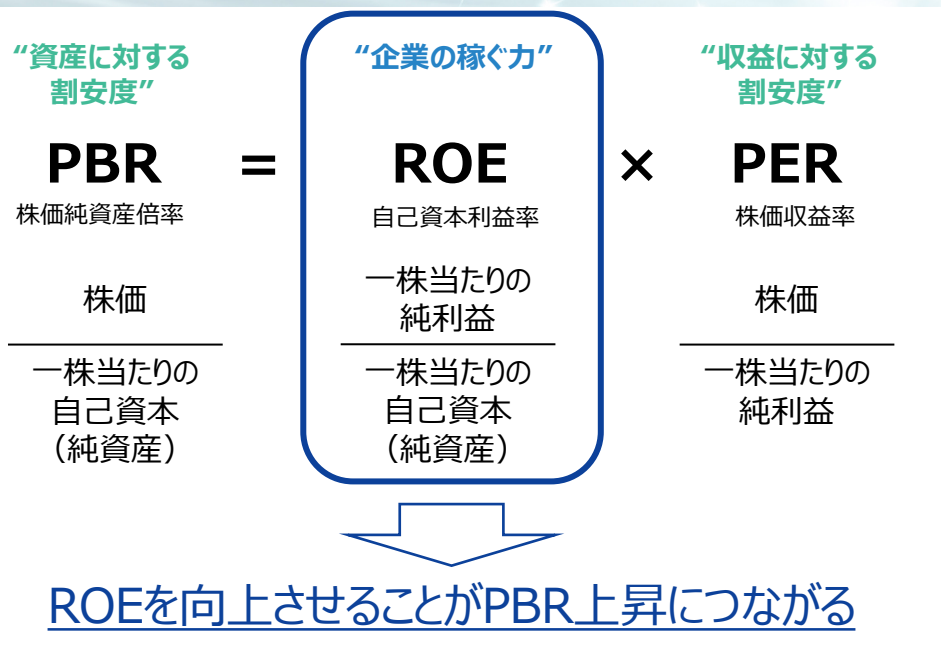 “資産に対する
割安度”
“企業の稼ぐ力”
“収益に対する
割安度”
PBR = ROE × PER
株価純資産倍率
自己資本利益率
株価収益率
株価
一株当たりの
自己資本
（純資産）
一株当たりの
純利益
一株当たりの
自己資本
（純資産）
株価
一株当たりの
純利益
ROEを向上させることがPBR上昇につながる